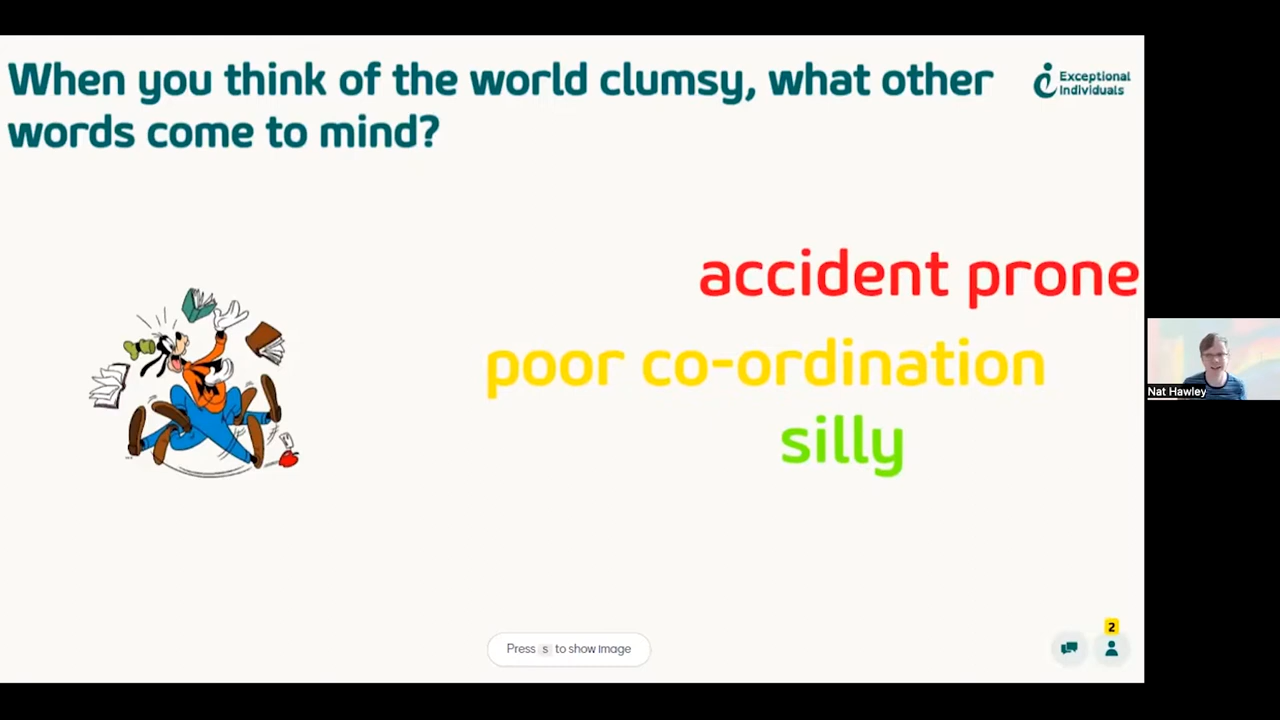 When you think of the world clumsy, what other
words come to mind?
Exceptional
Individuals
accident prone
poor co-ordination
silly
Nat Hawley
Press s to show image
2